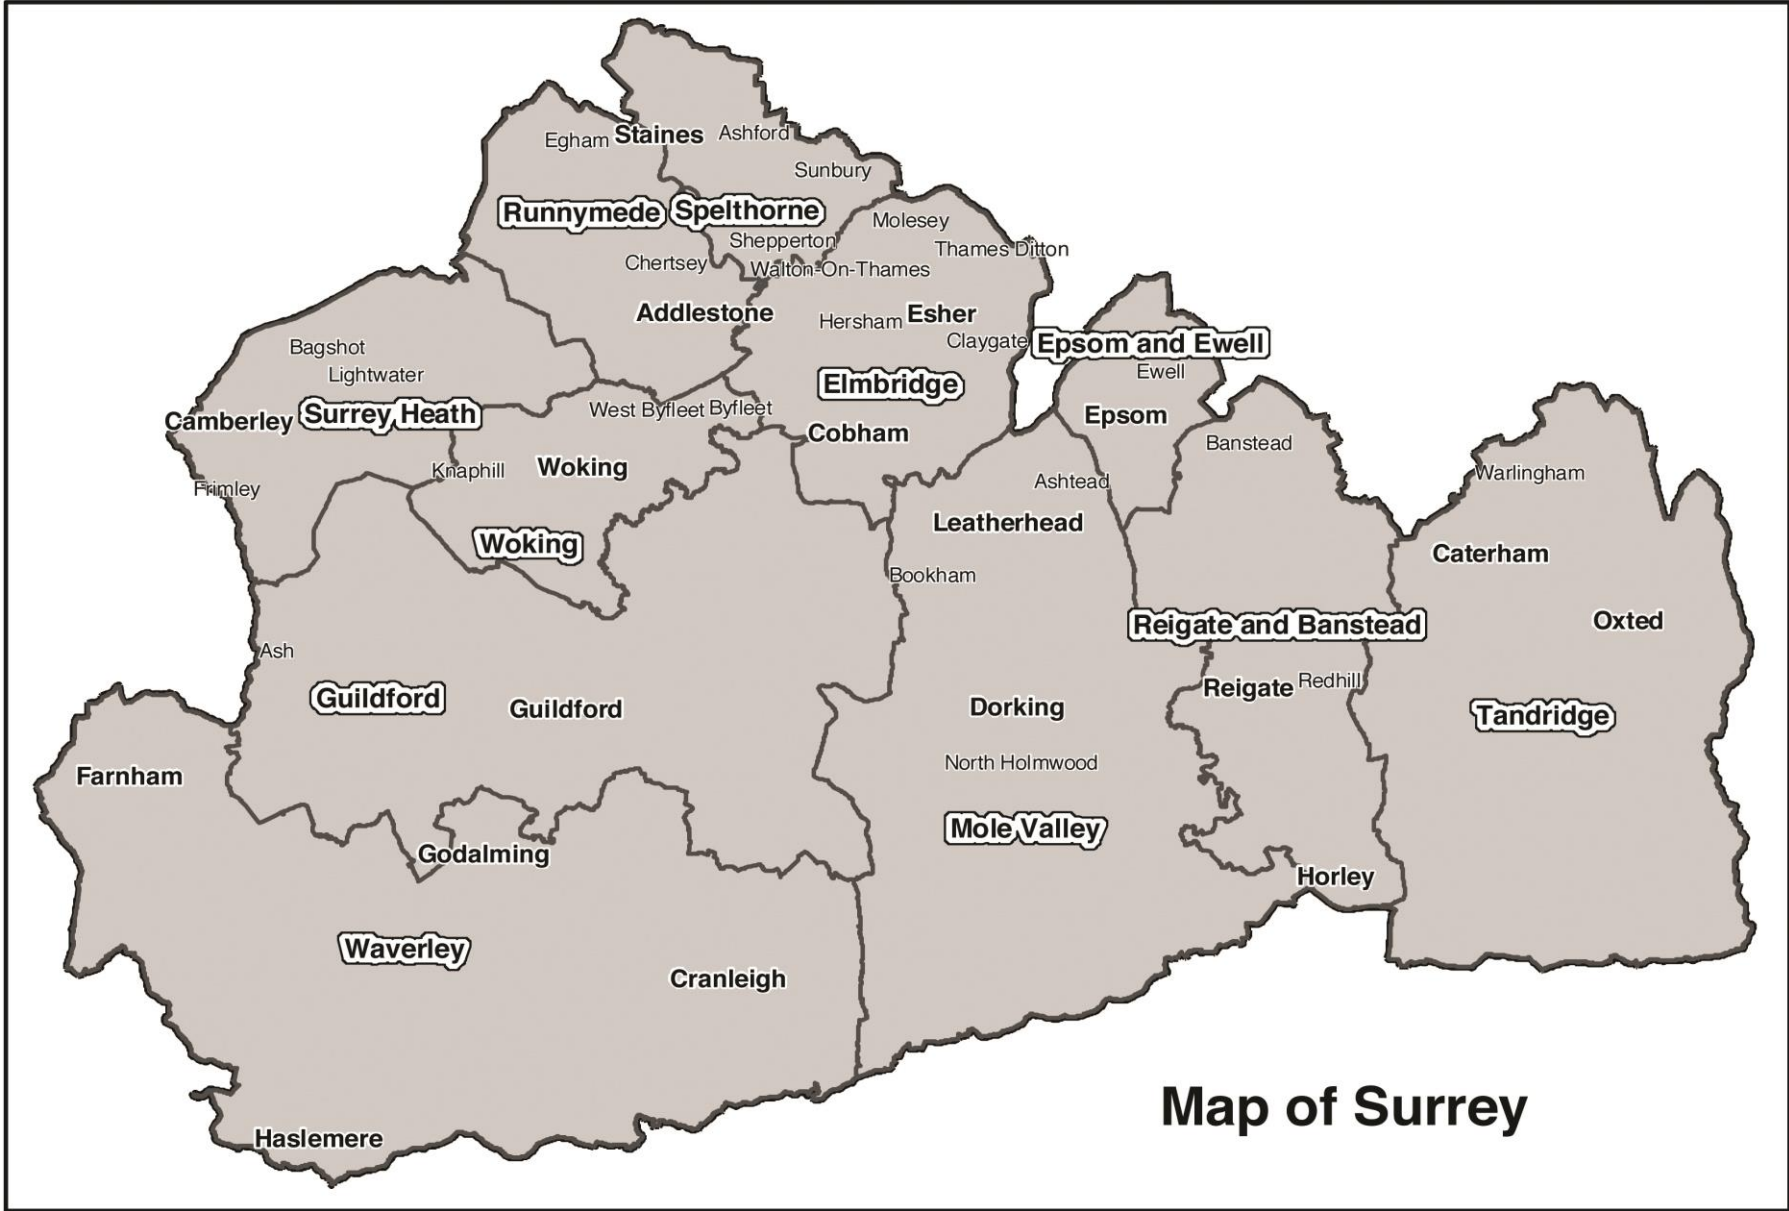 Egham
Staines
Ashford
Sunbury
Runnymede
Spelthorne
Molesey
Shepperton
Thames Ditton
Chertsey
Walton-On-Thames
Addlestone
Hersham
Esher
Claygate
Epsom and Ewell
Bagshot
Lightwater
Ewell
Elmbridge
Camberley
Surrey Heath
West Byfleet
Byfleet
Epsom
Cobham
Banstead
Knaphill
Woking
Warlingham
Frimley
Ashtead
Leatherhead
Woking
Caterham
Bookham
Oxted
Reigate and Banstead
Ash
Reigate
Redhill
Guildford
Guildford
Dorking
Tandridge
North Holmwood
Farnham
Mole Valley
Godalming
Horley
Waverley
Cranleigh
Map of Surrey
Haslemere